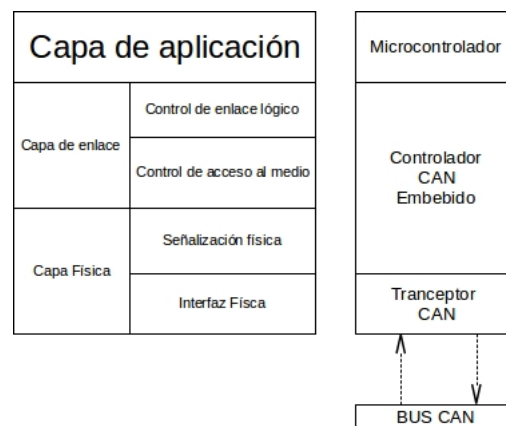 Capa de aplicación
Capa de enlace
Control de enlace lógico
Control de acceso al medio
Capa Física
Señalización física
Interfaz Físca
Microcontrolador
Controlador
CAN
Embebido
Tranceptor
CAN
BUS CAN